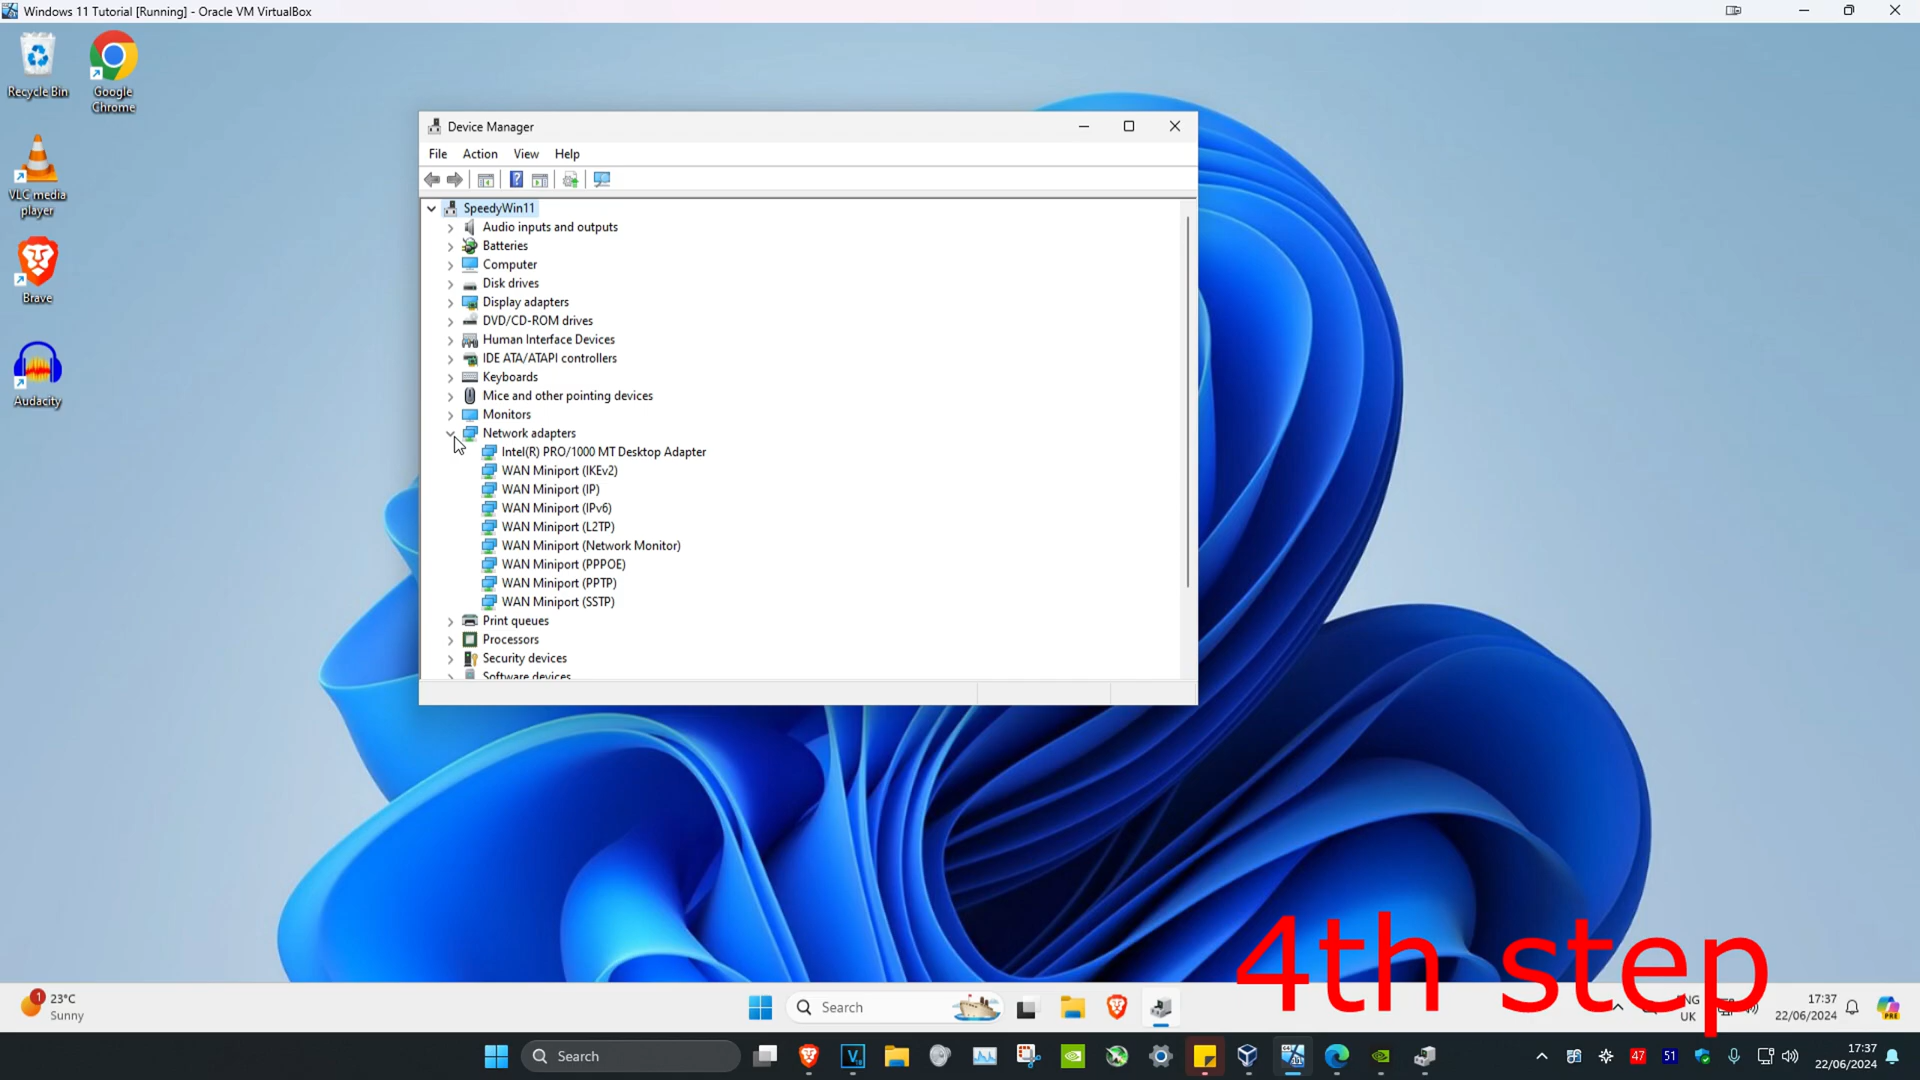 Windows 11 Tutorial [Running] - Oracle VM VirtualBox
Recycle Bin
Google
Chrome
VLC media
player
Brave
Audacity
Device Manager
File Action View Help
SpeedyWin11
Audio inputs and outputs
Batteries
Computer
Disk drives
Display adapters
DVD/CD-ROM drives
Human Interface Devices
IDE ATA/ATAPI controllers
Keyboards
Mice and other pointing devices
Monitors
Network adapters
Intel(R) PRO/1000 MT Desktop Adapter
WAN Miniport (IKEv2)
WAN Miniport (IP)
WAN Miniport (IPv6)
WAN Miniport (L2TP)
WAN Miniport (Network Monitor)
WAN Miniport (PPPOE)
WAN Miniport (PPTP)
WAN Miniport (SSTP)
Print queues
Processors
Security devices
Software devices
4th step
1
23°C
Sunny
Search
ENG
UK
17:37
22/06/2024
PRE
Search
47
51
17:37
22/06/2024